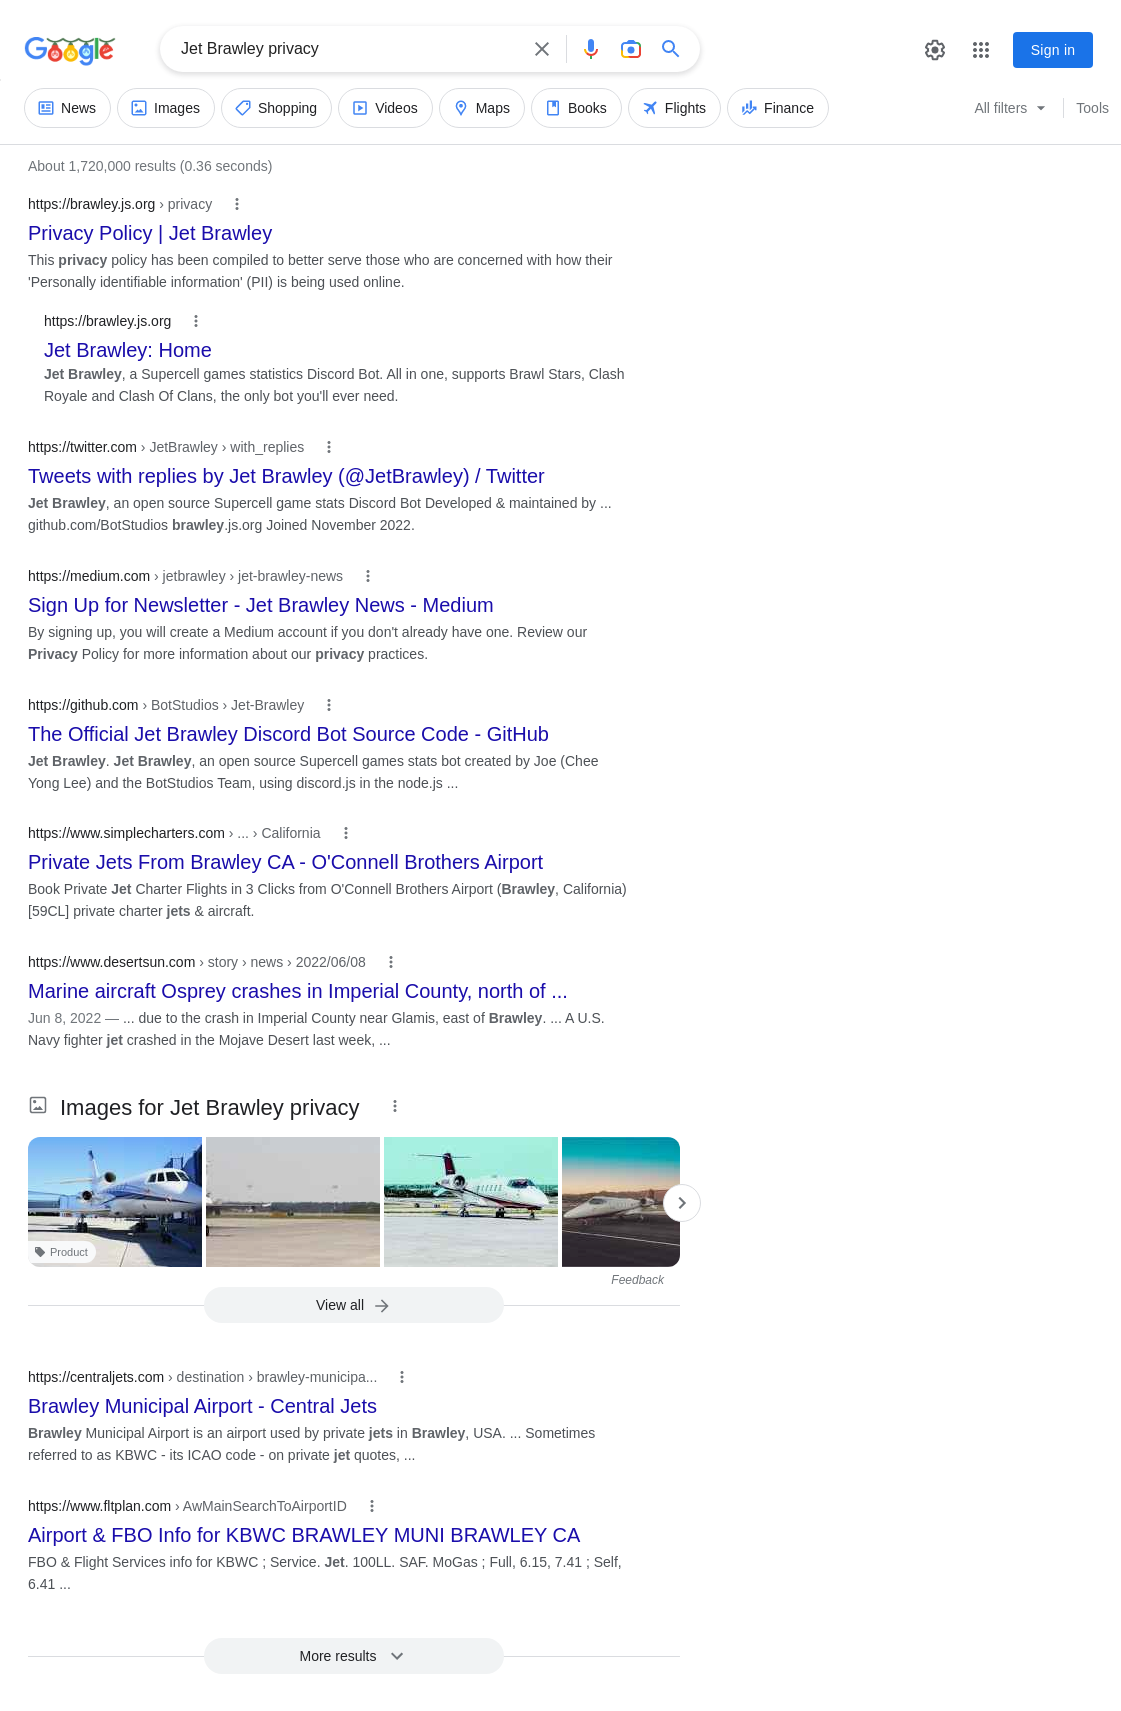 Google
Jet Brawley privacy
Sign in
News
Images
Shopping
Videos
Maps
Books
Flights
Finance
All filters
Tools
About 1,720,000 results (0.36 seconds)
https://brawley.js.org › privacy
Privacy Policy | Jet Brawley
This privacy policy has been compiled to better serve those who are concerned with how their
'Personally identifiable information' (PII) is being used online.
https://brawley.js.org
Jet Brawley: Home
Jet Brawley, a Supercell games statistics Discord Bot. All in one, supports Brawl Stars, Clash
Royale and Clash Of Clans, the only bot you'll ever need.
https://twitter.com › JetBrawley › with_replies
Tweets with replies by Jet Brawley (@JetBrawley) / Twitter
Jet Brawley, an open source Supercell game stats Discord Bot Developed & maintained by ...
github.com/BotStudios brawley.js.org Joined November 2022.
https://medium.com › jetbrawley › jet-brawley-news
Sign Up for Newsletter - Jet Brawley News - Medium
By signing up, you will create a Medium account if you don't already have one. Review our
Privacy Policy for more information about our privacy practices.
https://github.com › BotStudios › Jet-Brawley
The Official Jet Brawley Discord Bot Source Code - GitHub
Jet Brawley. Jet Brawley, an open source Supercell games stats bot created by Joe (Chee
Yong Lee) and the BotStudios Team, using discord.js in the node.js ...
https://www.simplecharters.com › ... › California
Private Jets From Brawley CA - O'Connell Brothers Airport
Book Private Jet Charter Flights in 3 Clicks from O'Connell Brothers Airport (Brawley, California)
[59CL] private charter jets & aircraft.
https://www.desertsun.com › story › news › 2022/06/08
Marine aircraft Osprey crashes in Imperial County, north of ...
Jun 8, 2022 — ... due to the crash in Imperial County near Glamis, east of Brawley. ... A U.S.
Navy fighter jet crashed in the Mojave Desert last week, ...
Images for Jet Brawley privacy
Product
Feedback
View all
https://centraljets.com › destination › brawley-municipa...
Brawley Municipal Airport - Central Jets
Brawley Municipal Airport is an airport used by private jets in Brawley, USA. ... Sometimes
referred to as KBWC - its ICAO code - on private jet quotes, ...
https://www.fltplan.com › AwMainSearchToAirportID
Airport & FBO Info for KBWC BRAWLEY MUNI BRAWLEY CA
FBO & Flight Services info for KBWC ; Service. Jet. 100LL. SAF. MoGas ; Full, 6.15, 7.41 ; Self,
6.41 ...
More results